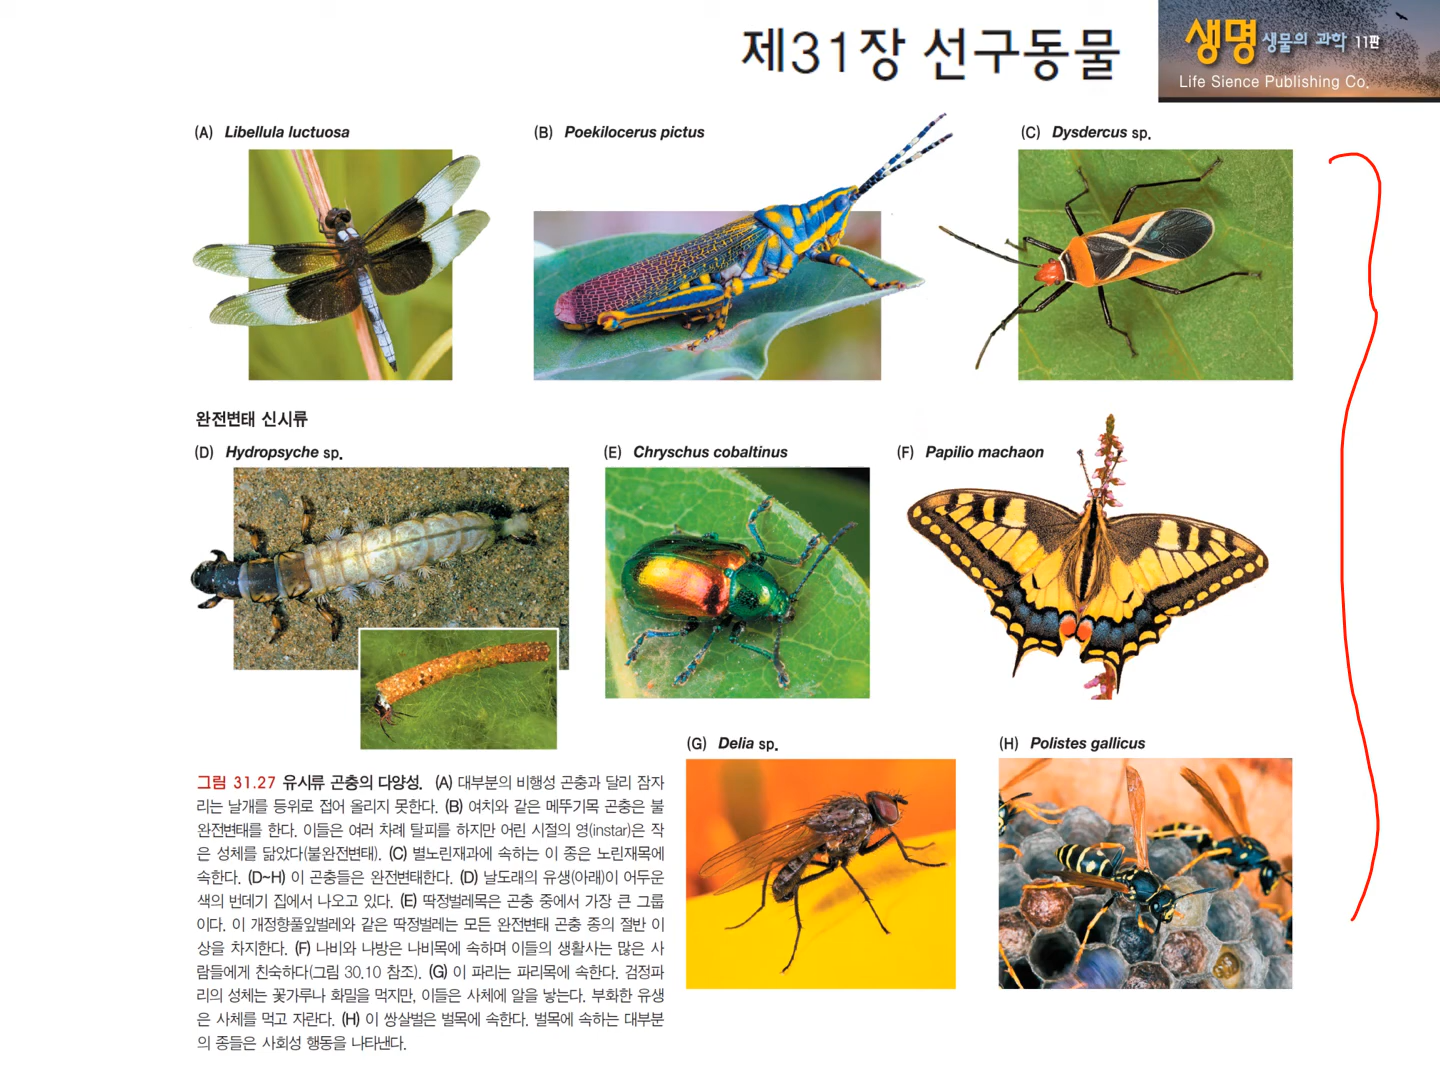 제31장 선구동물
생명 생물의 과학 11판
Life Sience Publishing Co.
(A) Libellula luctuosa
(B) Poekilocerus pictus
(C) Dysdercus sp.
완전변태 신시류
(D) Hydropsyche sp.
(E) Chryschus cobaltinus
(F) Papilio machaon
(G) Delia sp.
(H) Polistes gallicus
그림 31.27 유시류 곤충의 다양성. (A) 대부분의 비행성 곤충과 달리 잠자
리는 날개를 등위로 접어 올리지 못한다. (B) 여치와 같은 메뚜기목 곤충은 불
완전변태를 한다. 이들은 여러 차례 탈피를 하지만 어린 시절의 영(instar)은 작
은 성체를 닮았다(불완전변태). (C) 별노린재과에 속하는 이 종은 노린재목에
속한다. (D~H) 이 곤충들은 완전변태한다. (D) 날도래의 유생(아래)이 어두운
색의 번데기 집에서 나오고 있다. (E) 딱정벌레목은 곤충 중에서 가장 큰 그룹
이다. 이 개정향풀잎벌레와 같은 딱정벌레는 모든 완전변태 곤충 종의 절반 이
상을 차지한다. (F) 나비와 나방은 나비목에 속하며 이들의 생활사는 많은 사
람들에게 친숙하다(그림 30.10 참조). (G) 이 파리는 파리목에 속한다. 검정파
리의 성체는 꽃가루나 화밀을 먹지만, 이들은 사체에 알을 낳는다. 부화한 유생
은 사체를 먹고 자란다. (H) 이 쌍살벌은 벌목에 속한다. 벌목에 속하는 대부분
의 종들은 사회성 행동을 나타낸다.